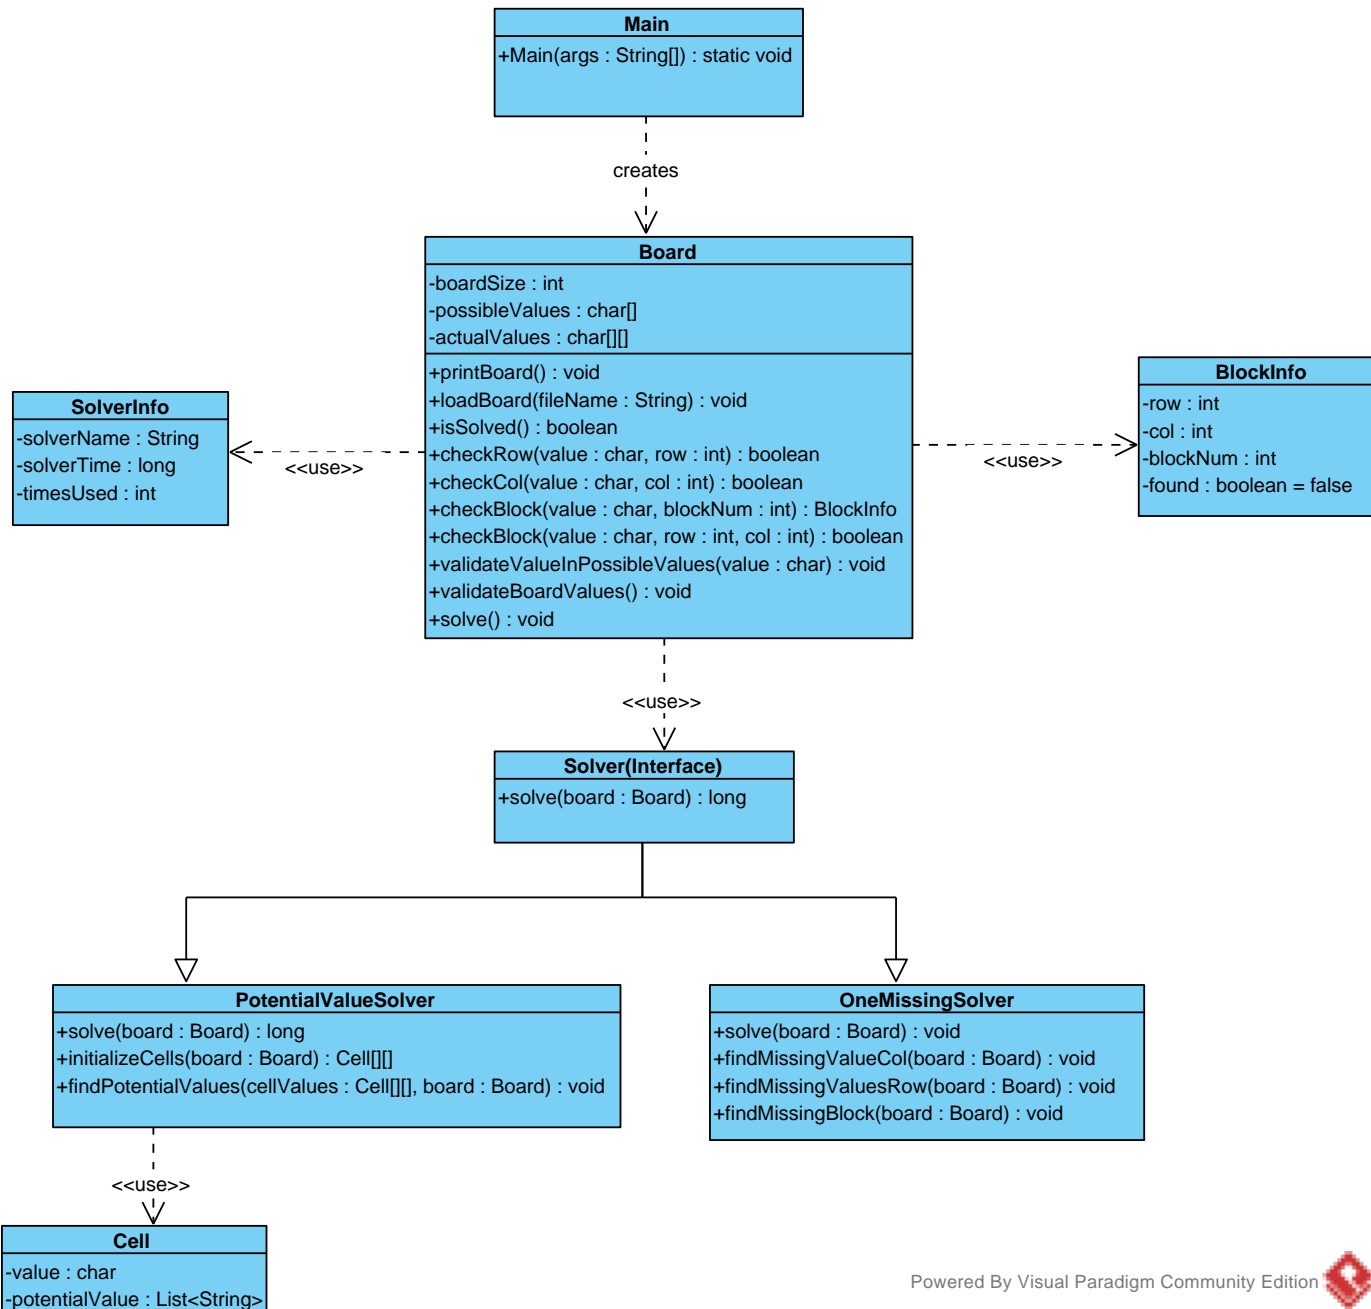 Main
+Main(args : String[]) : static void
creates
Board
-boardSize : int
-possibleValues : char[]
-actualValues : char[][]
+printBoard() : void
+loadBoard(fileName : String) : void
+isSolved() : boolean
+checkRow(value : char, row : int) : boolean
+checkCol(value : char, col : int) : boolean
+checkBlock(value : char, blockNum : int) : BlockInfo
+checkBlock(value : char, row : int, col : int) : boolean
+validateValueInPossibleValues(value : char) : void
+validateBoardValues() : void
+solve() : void
SolverInfo
-solverName : String
-solverTime : long
-timesUsed : int
<<use>>
BlockInfo
-row : int
-col : int
-blockNum : int
-found : boolean = false
<<use>>
<<use>>
Solver(Interface)
+solve(board : Board) : long
PotentialValueSolver
+solve(board : Board) : long
+initializeCells(board : Board) : Cell[][]
+findPotentialValues(cellValues : Cell[][], board : Board) : void
OneMissingSolver
+solve(board : Board) : void
+findMissingValueCol(board : Board) : void
+findMissingValuesRow(board : Board) : void
+findMissingBlock(board : Board) : void
<<use>>
Cell
-value : char
-potentialValue : List<String>
Powered By Visual Paradigm Community Edition